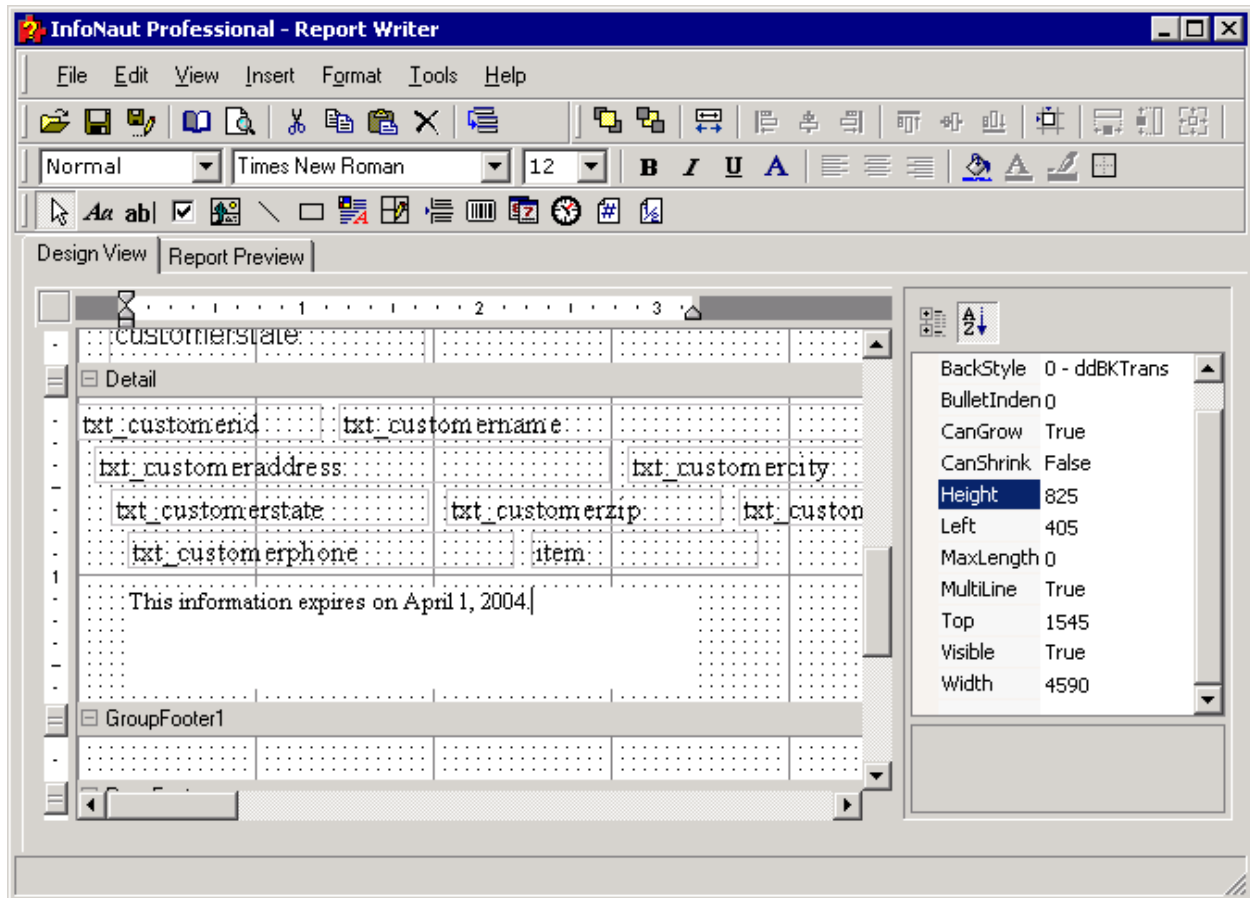 InfoNaut Professional - Report Writer
File Edit View Insert Format Tools Help
Normal Times New Roman 12 B I U A
Aa ab|
Design View Report Preview
1 2 3
customerstate
Detail
txt_customerid txt_customername
txt_customeraddress txt_customercity
txt_customerstate txt_customerzip txt_custon
txt_customerphone item
1
This information expires on April 1, 2004.
GroupFooter1
BackStyle 0 - ddBKTrans
BulletInden 0
CanGrow True
CanShrink False
Height 825
Left 405
MaxLength 0
MultiLine True
Top 1545
Visible True
Width 4590